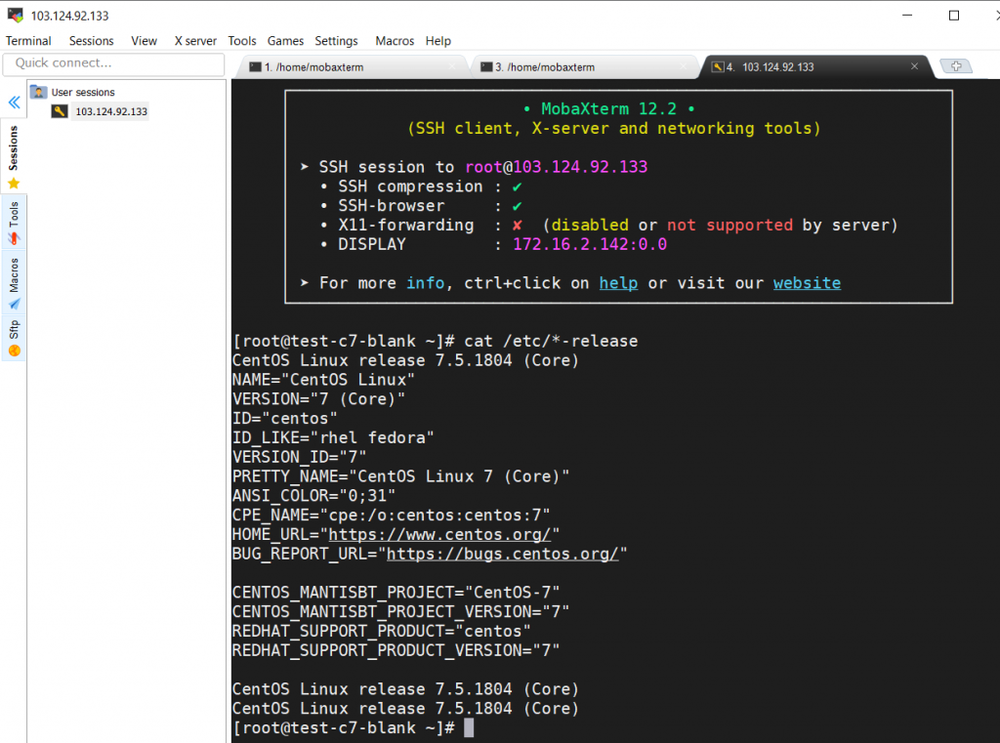 103.124.92.133
Terminal Sessions View X server Tools Games Settings Macros Help
Quick connect...
1. /home/mobaxterm
3. /home/mobaxterm
4. 103.124.92.133
User sessions
103.124.92.133
Sessions
Tools
Macros
Sftp
• MobaXterm 12.2 •
(SSH client, X-server and networking tools)
➤ SSH session to root@103.124.92.133
• SSH compression : ✔
• SSH-browser : ✔
• X11-forwarding : ✘ (disabled or not supported by server)
• DISPLAY : 172.16.2.142:0.0
➤ For more info, ctrl+click on help or visit our website
[root@test-c7-blank ~]# cat /etc/*-release
CentOS Linux release 7.5.1804 (Core)
NAME="CentOS Linux"
VERSION="7 (Core)"
ID="centos"
ID_LIKE="rhel fedora"
VERSION_ID="7"
PRETTY_NAME="CentOS Linux 7 (Core)"
ANSI_COLOR="0;31"
CPE_NAME="cpe:/o:centos:centos:7"
HOME_URL="https://www.centos.org/"
BUG_REPORT_URL="https://bugs.centos.org/"
CENTOS_MANTISBT_PROJECT="CentOS-7"
CENTOS_MANTISBT_PROJECT_VERSION="7"
REDHAT_SUPPORT_PRODUCT="centos"
REDHAT_SUPPORT_PRODUCT_VERSION="7"
CentOS Linux release 7.5.1804 (Core)
CentOS Linux release 7.5.1804 (Core)
[root@test-c7-blank ~]#